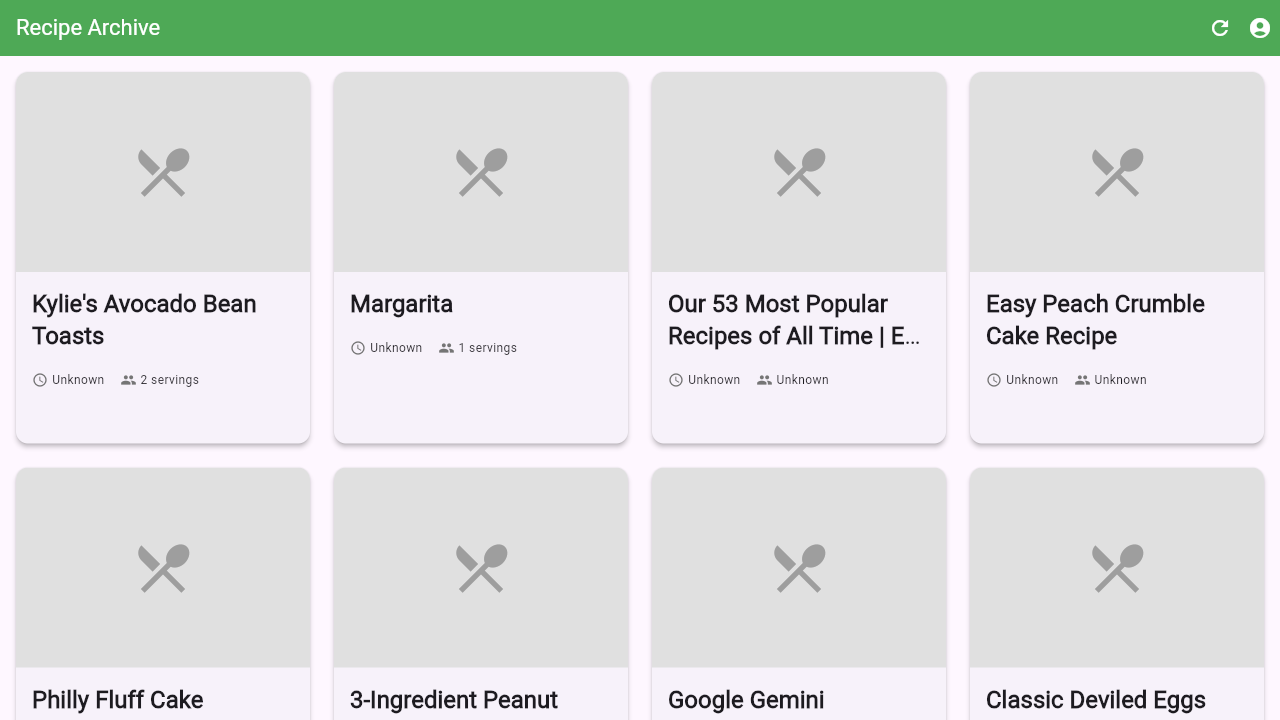 Recipe Archive
Kylie's Avocado Bean
Toasts
Unknown 2 servings
Margarita
Unknown 1 servings
Our 53 Most Popular
Recipes of All Time | E...
Unknown Unknown
Easy Peach Crumble
Cake Recipe
Unknown Unknown
Philly Fluff Cake
3-Ingredient Peanut
Google Gemini
Classic Deviled Eggs